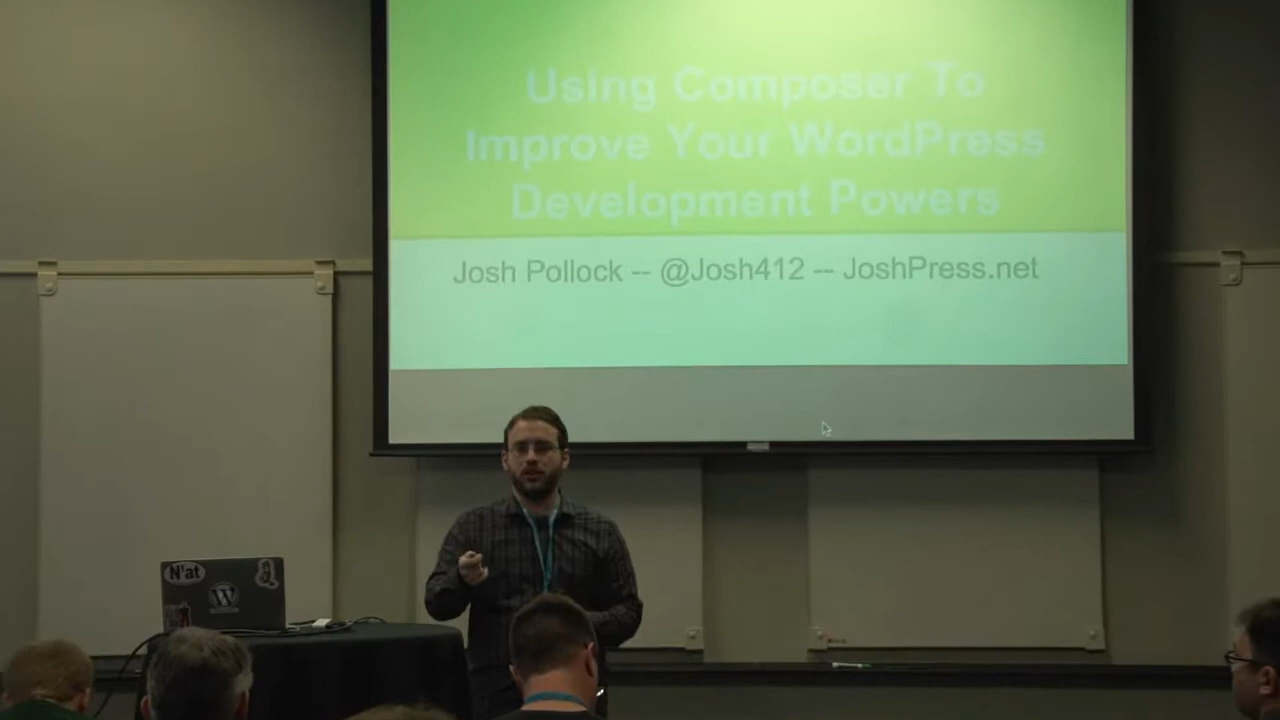 Using Composer To
Improve Your WordPress
Development Powers
Josh Pollock -- @Josh412 -- JoshPress.net
N'at
W